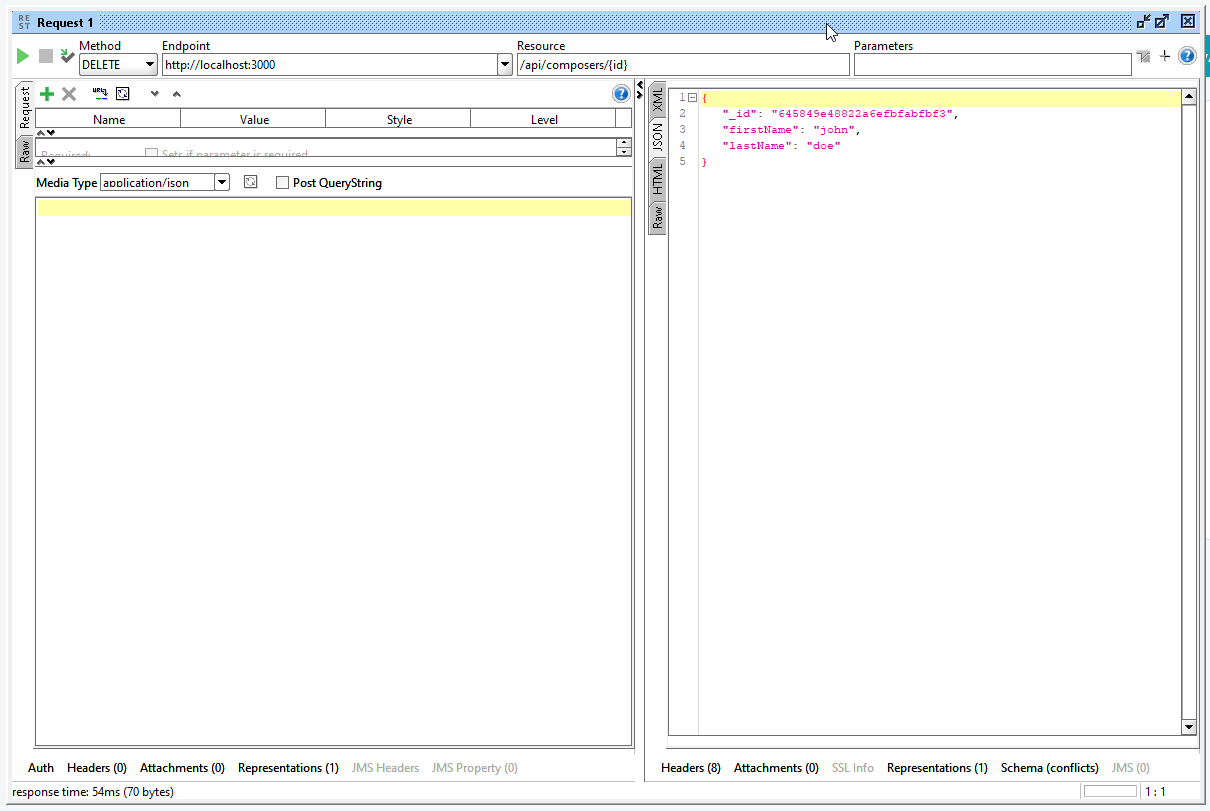 REST Request 1
Method Endpoint Resource Parameters
DELETE http://localhost:3000 /api/composers/{id}
Request
Raw
Name Value Style Level
Required: Sets if parameter is required
Media Type application/json Post QueryString
XML
JSON
HTML
Raw
1 {
2 "_id": "645849e48822a6efbfabfbf3",
3 "firstName": "john",
4 "lastName": "doe"
5 }
Auth Headers (0) Attachments (0) Representations (1) JMS Headers JMS Property (0)
Headers (8) Attachments (0) SSL Info Representations (1) Schema (conflicts) JMS (0)
response time: 54ms (70 bytes)
1 : 1